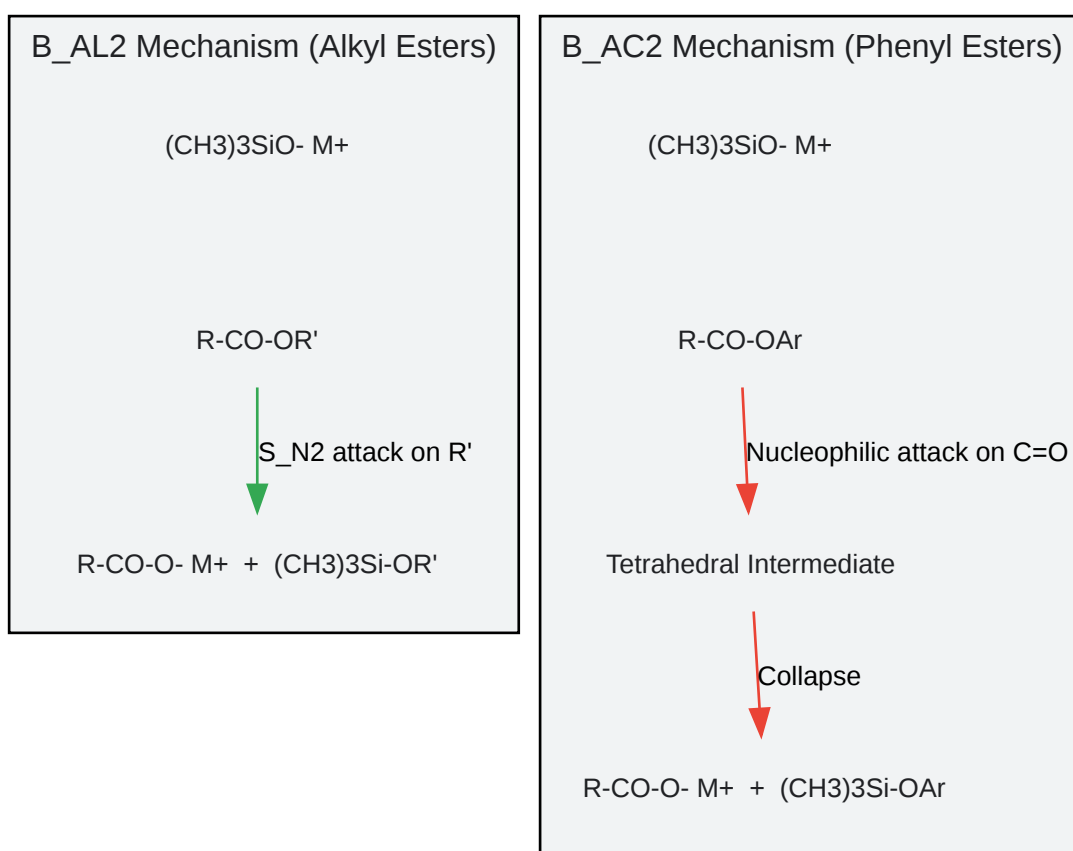 B_AL2 Mechanism (Alkyl Esters)
(CH3)3SiO- M+
R-CO-OR'
S_N2 attack on R'
R-CO-O- M+  +  (CH3)3Si-OR'
B_AC2 Mechanism (Phenyl Esters)
(CH3)3SiO- M+
R-CO-OAr
Nucleophilic attack on C=O
Tetrahedral Intermediate
Collapse
R-CO-O- M+  +  (CH3)3Si-OAr